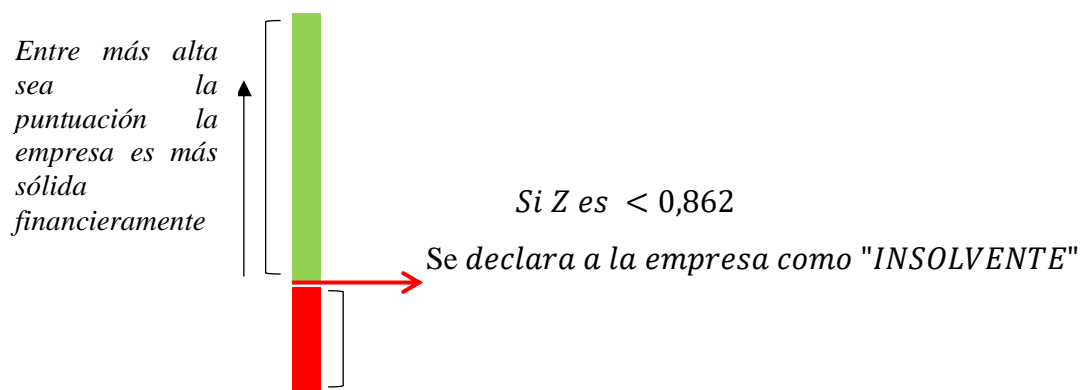 Entre más alta
sea la
puntuación la
empresa es más
sólida
financieramente
Si Z es < 0,862
Se declara a la empresa como "INSOLVENTE"